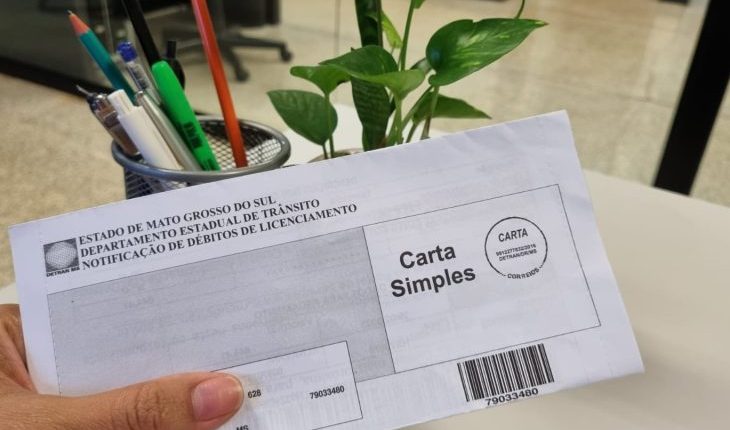 ESTADO DE MATO GROSSO DO SUL
DEPARTAMENTO ESTADUAL DE TRÂNSITO
NOTIFICAÇÃO DE DÉBITOS DE LICENCIAMENTO
DETRAN MS
Carta
Simples
CARTA
DETRAN/DR/MS
CORREIOS
628 79033480
MS
79033480